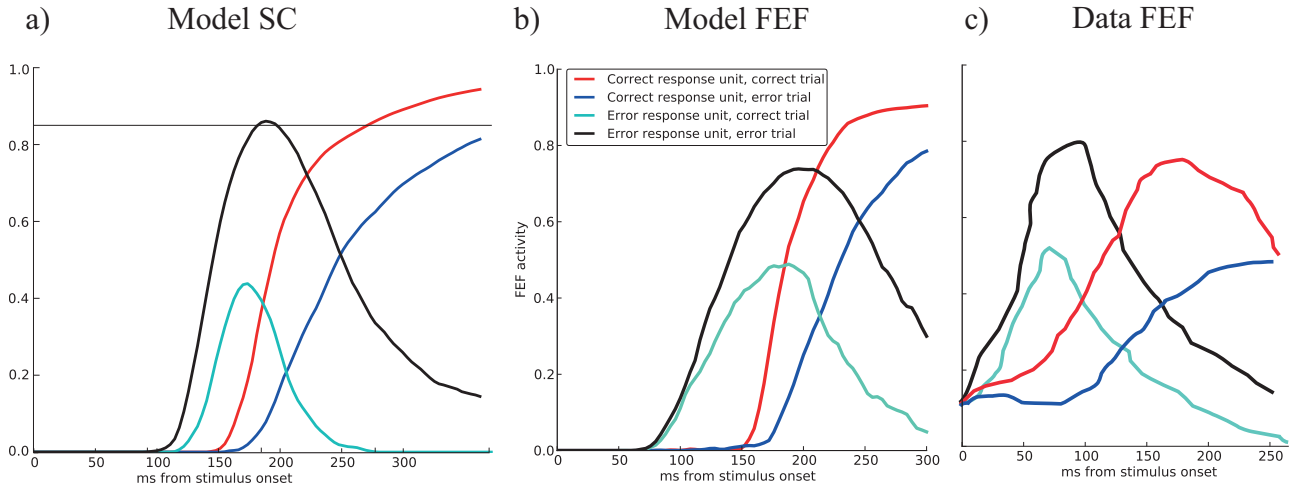 a) Model SC
1.0
0.8
0.6
0.4
0.2
0.0
0 50 100 150 200 250 300
ms from stimulus onset
b) Model FEF
1.0
0.8
0.6
0.4
0.2
0.0
FEF activity
Correct response unit, correct trial
Correct response unit, error trial
Error response unit, correct trial
Error response unit, error trial
0 50 100 150 200 250 300
ms from stimulus onset
c) Data FEF
0 50 100 150 200 250
ms from stimulus onset